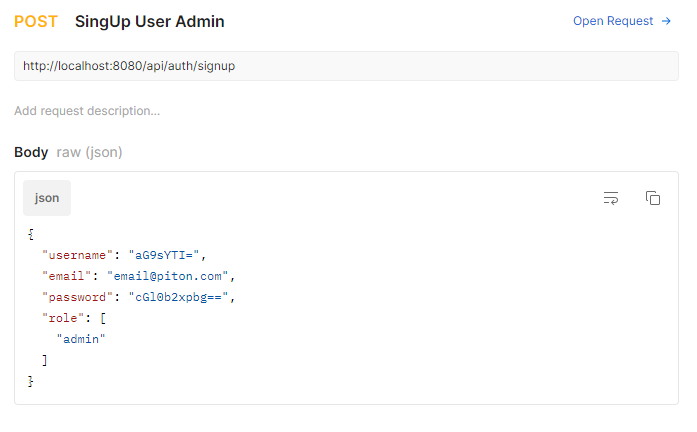 POST SingUp User Admin Open Request →
http://localhost:8080/api/auth/signup
Add request description...
Body raw (json)
json
{
"username": "aG9sYTI=",
"email": "email@piton.com",
"password": "cGl0b2xpbg==",
"role": [
"admin"
]
}